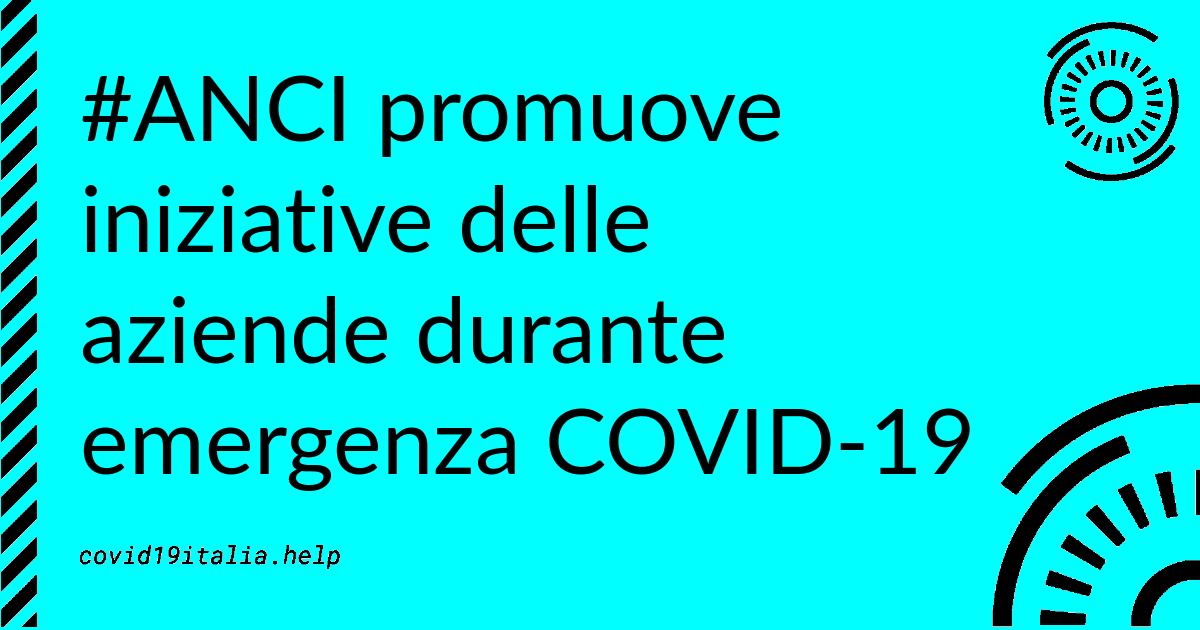 #ANCI promuove
iniziative delle
aziende durante
emergenza COVID-19
covid19italia.help